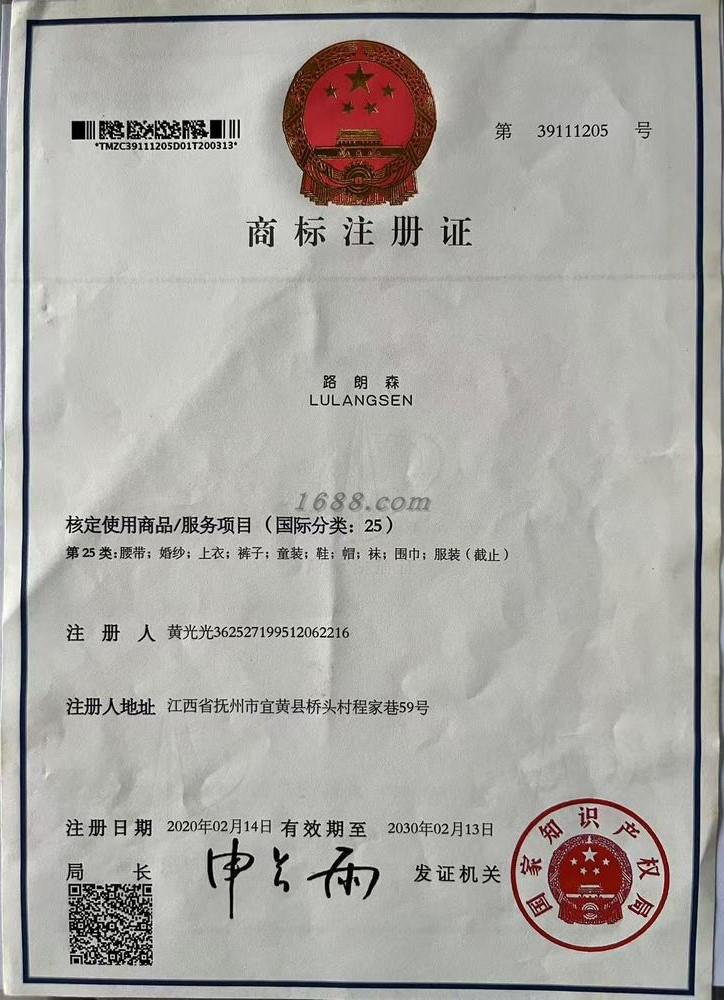 *TMZC39111205D01T200313*
第 39111205 号
商标注册证
路朗森
LULANGSEN
1688.com
核定使用商品/服务项目（国际分类：25）
第25类:腰带；婚纱；上衣；裤子；童装；鞋；帽；袜；围巾；服装（截止）
注册人 黄光光362527199512062216
注册人地址 江西省抚州市宜黄县桥头村程家巷59号
注册日期 2020年02月14日 有效期至 2030年02月13日
局长 申长雨 发证机关
国家知识产权局